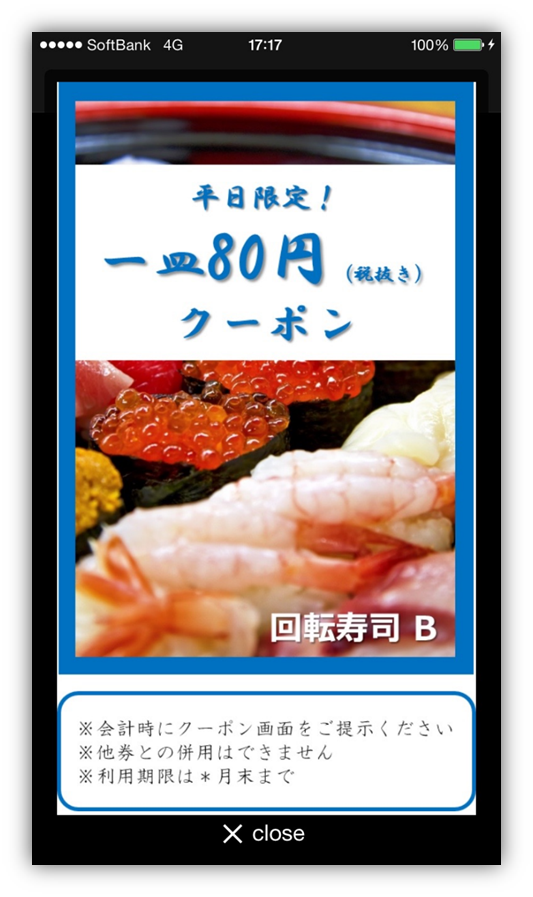 ●●●●● SoftBank 4G 17:17 100%
平日限定！
一皿80円（税抜き）
クーポン
回転寿司 B
※会計時にクーポン画面をご提示ください
※他券との併用はできません
※利用期限は＊月末まで
× close